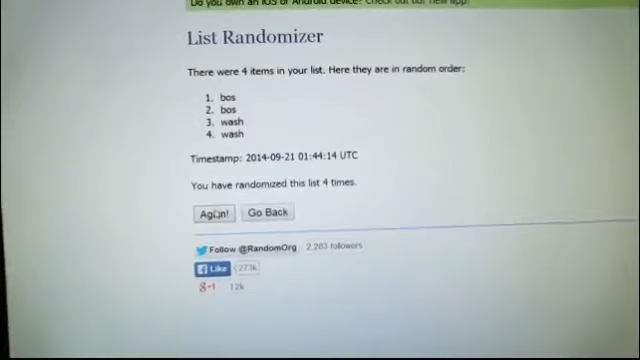 Do you own an iOS or Android device? Check out our new app!
List Randomizer
There were 4 items in your list. Here they are in random order:
1. bos
2. bos
3. wash
4. wash
Timestamp: 2014-09-21 01:44:14 UTC
You have randomized this list 4 times.
Again! Go Back
Follow @RandomOrg 2,203 followers
Like 273k
g+1 12k